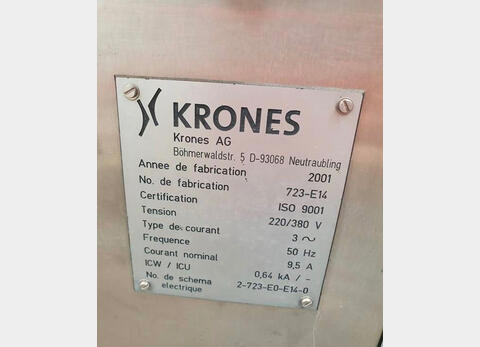 KRONES
Krones AG
Böhmerwaldstr. 5 D-93068 Neutraubling
Annee de fabrication 2001
No. de fabrication 723-E14
Certification ISO 9001
Tension 220/380 V
Type de courant 3 ~
Frequence 50 Hz
Courant nominal 9,5 A
ICW / ICU 0,64 kA / -
No. de schema
electrique 2-723-E0-E14-0